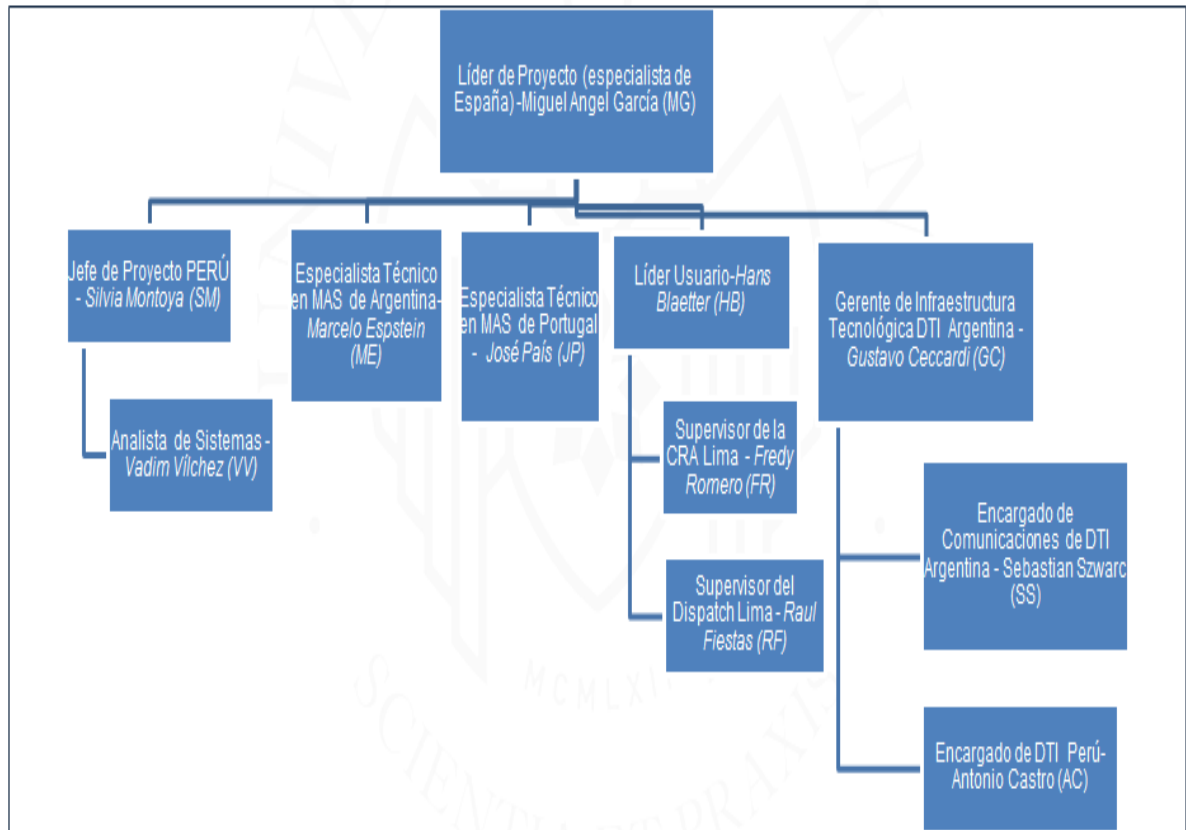 Líder de Proyecto (especialista de
España) -Miguel Angel García (MG)
Jefe de Proyecto PERÚ
- Silvia Montoya (SM)
Especialista Técnico
en MAS de Argentina-
Marcelo Espstein
(ME)
Especialista Técnico
en MAS de Portugal
- José País (JP)
Líder Usuario-Hans
Blaetter (HB)
Gerente de Infraestructura
Tecnológica DTI Argentina -
Gustavo Ceccardi (GC)
Analista de Sistemas -
Vadim Vílchez (VV)
Supervisor de la
CRA Lima - Fredy
Romero (FR)
Supervisor del
Dispatch Lima - Raul
Fiestas (RF)
Encargado de
Comunicaciones de DTI
Argentina - Sebastian Szwarc
(SS)
Encargado de DTI Perú-
Antonio Castro (AC)